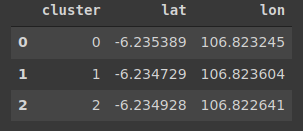 cluster lat lon
0 0 -6.235389 106.823245
1 1 -6.234729 106.823604
2 2 -6.234928 106.822641